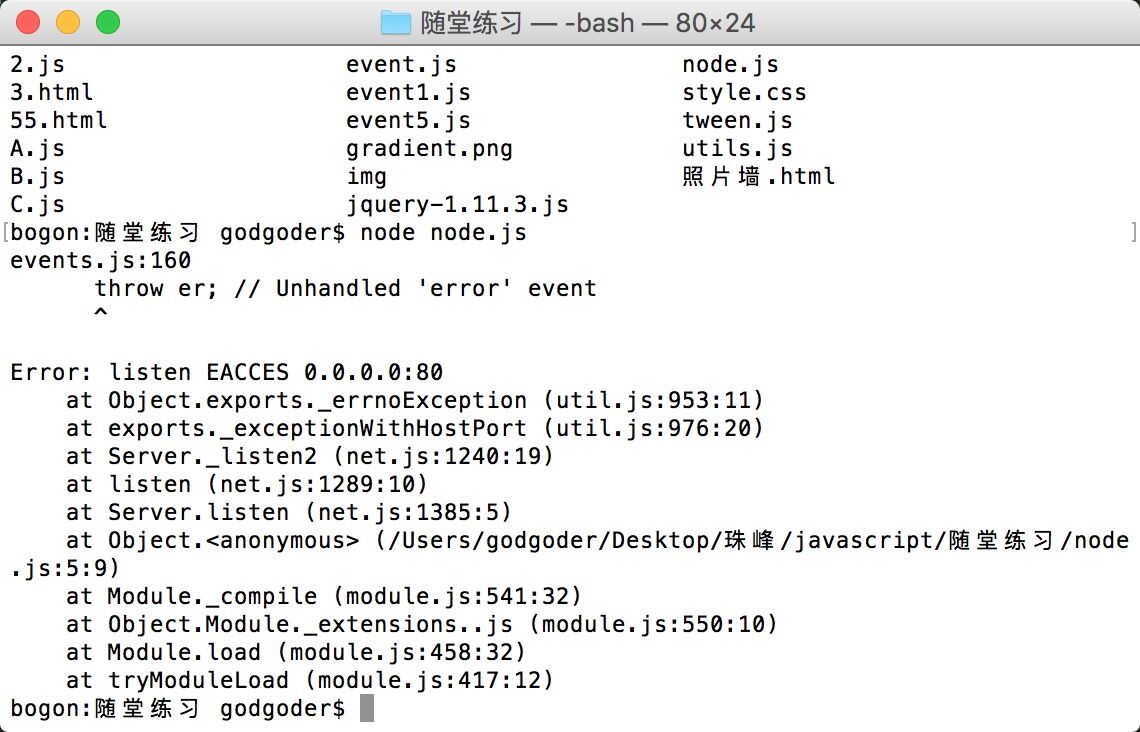 随堂练习 — -bash — 80×24
2.js event.js node.js
3.html event1.js style.css
55.html event5.js tween.js
A.js gradient.png utils.js
B.js img 照片墙.html
C.js jquery-1.11.3.js
[bogon:随堂练习 godgoder$ node node.js ]
events.js:160
      throw er; // Unhandled 'error' event
      ^
Error: listen EACCES 0.0.0.0:80
    at Object.exports._errnoException (util.js:953:11)
    at exports._exceptionWithHostPort (util.js:976:20)
    at Server._listen2 (net.js:1240:19)
    at listen (net.js:1289:10)
    at Server.listen (net.js:1385:5)
    at Object.<anonymous> (/Users/godgoder/Desktop/珠峰/javascript/随堂练习/node
.js:5:9)
    at Module._compile (module.js:541:32)
    at Object.Module._extensions..js (module.js:550:10)
    at Module.load (module.js:458:32)
    at tryModuleLoad (module.js:417:12)
bogon:随堂练习 godgoder$